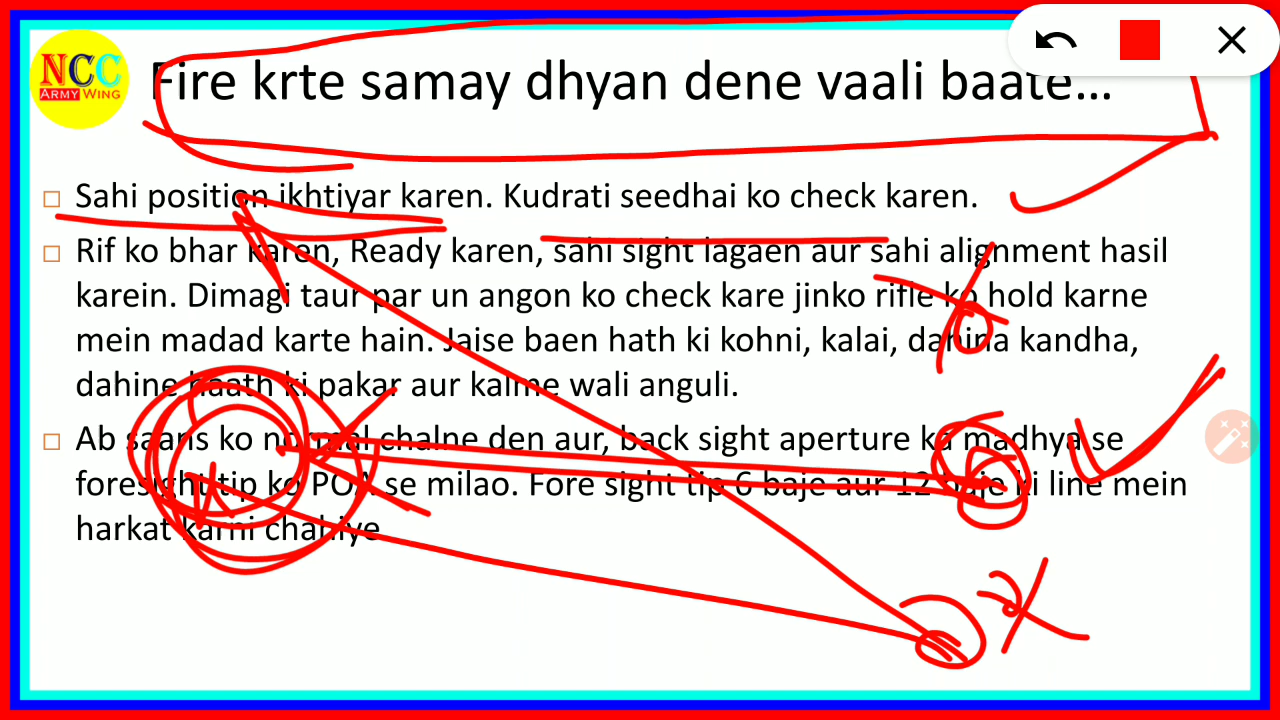 NCC
ARMY WING
Fire krte samay dhyan dene vaali baate...
Sahi position ikhtiyar karen. Kudrati seedhai ko check karen.
Rif ko bhar karen, Ready karen, sahi sight lagaen aur sahi alignment hasil
karein. Dimagi taur par un angon ko check kare jinko rifle ko hold karne
mein madad karte hain. Jaise baen hath ki kohni, kalai, dahina kandha,
dahine haath ki pakar aur kalme wali anguli.
Ab saans ko normal chalne den aur, back sight aperture ka madhya se
foresight tip ko POA se milao. Fore sight tip 6 baje aur 12 baje ki line mein
harkat karni chahiye